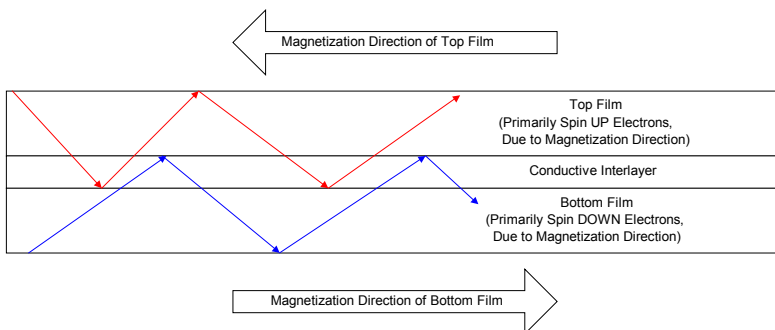 Magnetization Direction of Top Film
Top Film
(Primarily Spin UP Electrons,
Due to Magnetization Direction)
Conductive Interlayer
Bottom Film
(Primarily Spin DOWN Electrons,
Due to Magnetization Direction)
Magnetization Direction of Bottom Film